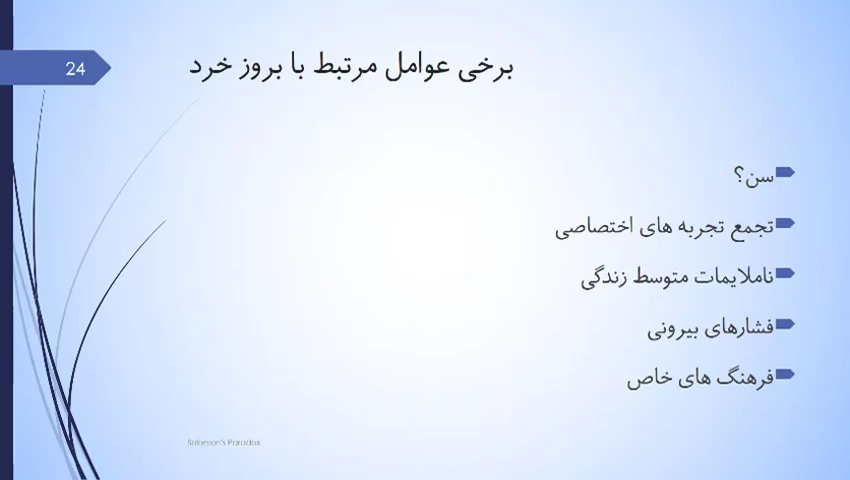 برخی عوامل مرتبط با بروز خرد
24
سن؟
تجمع تجربه های اختصاصی
ناملایمات متوسط زندگی
فشارهای بیرونی
فرهنگ های خاص
Solomon's Paradox